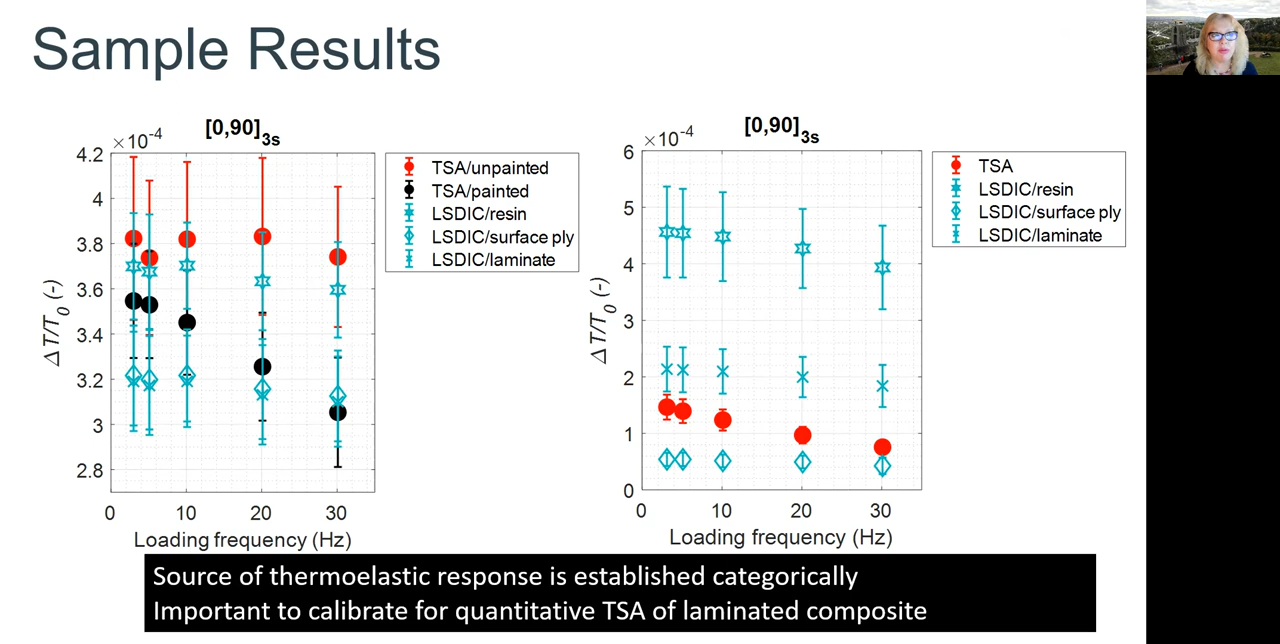 Sample Results
[0,90]3s
×10-4
4.2
4
3.8
3.6
3.4
3.2
3
2.8
0
10
20
30
Loading frequency (Hz)
ΔT/T0 (-)
TSA/unpainted
TSA/painted
LSDIC/resin
LSDIC/surface ply
LSDIC/laminate
[0,90]3s
×10-4
6
5
4
3
2
1
0
0
10
20
30
Loading frequency (Hz)
ΔT/T0 (-)
TSA
LSDIC/resin
LSDIC/surface ply
LSDIC/laminate
Source of thermoelastic response is established categorically
Important to calibrate for quantitative TSA of laminated composite